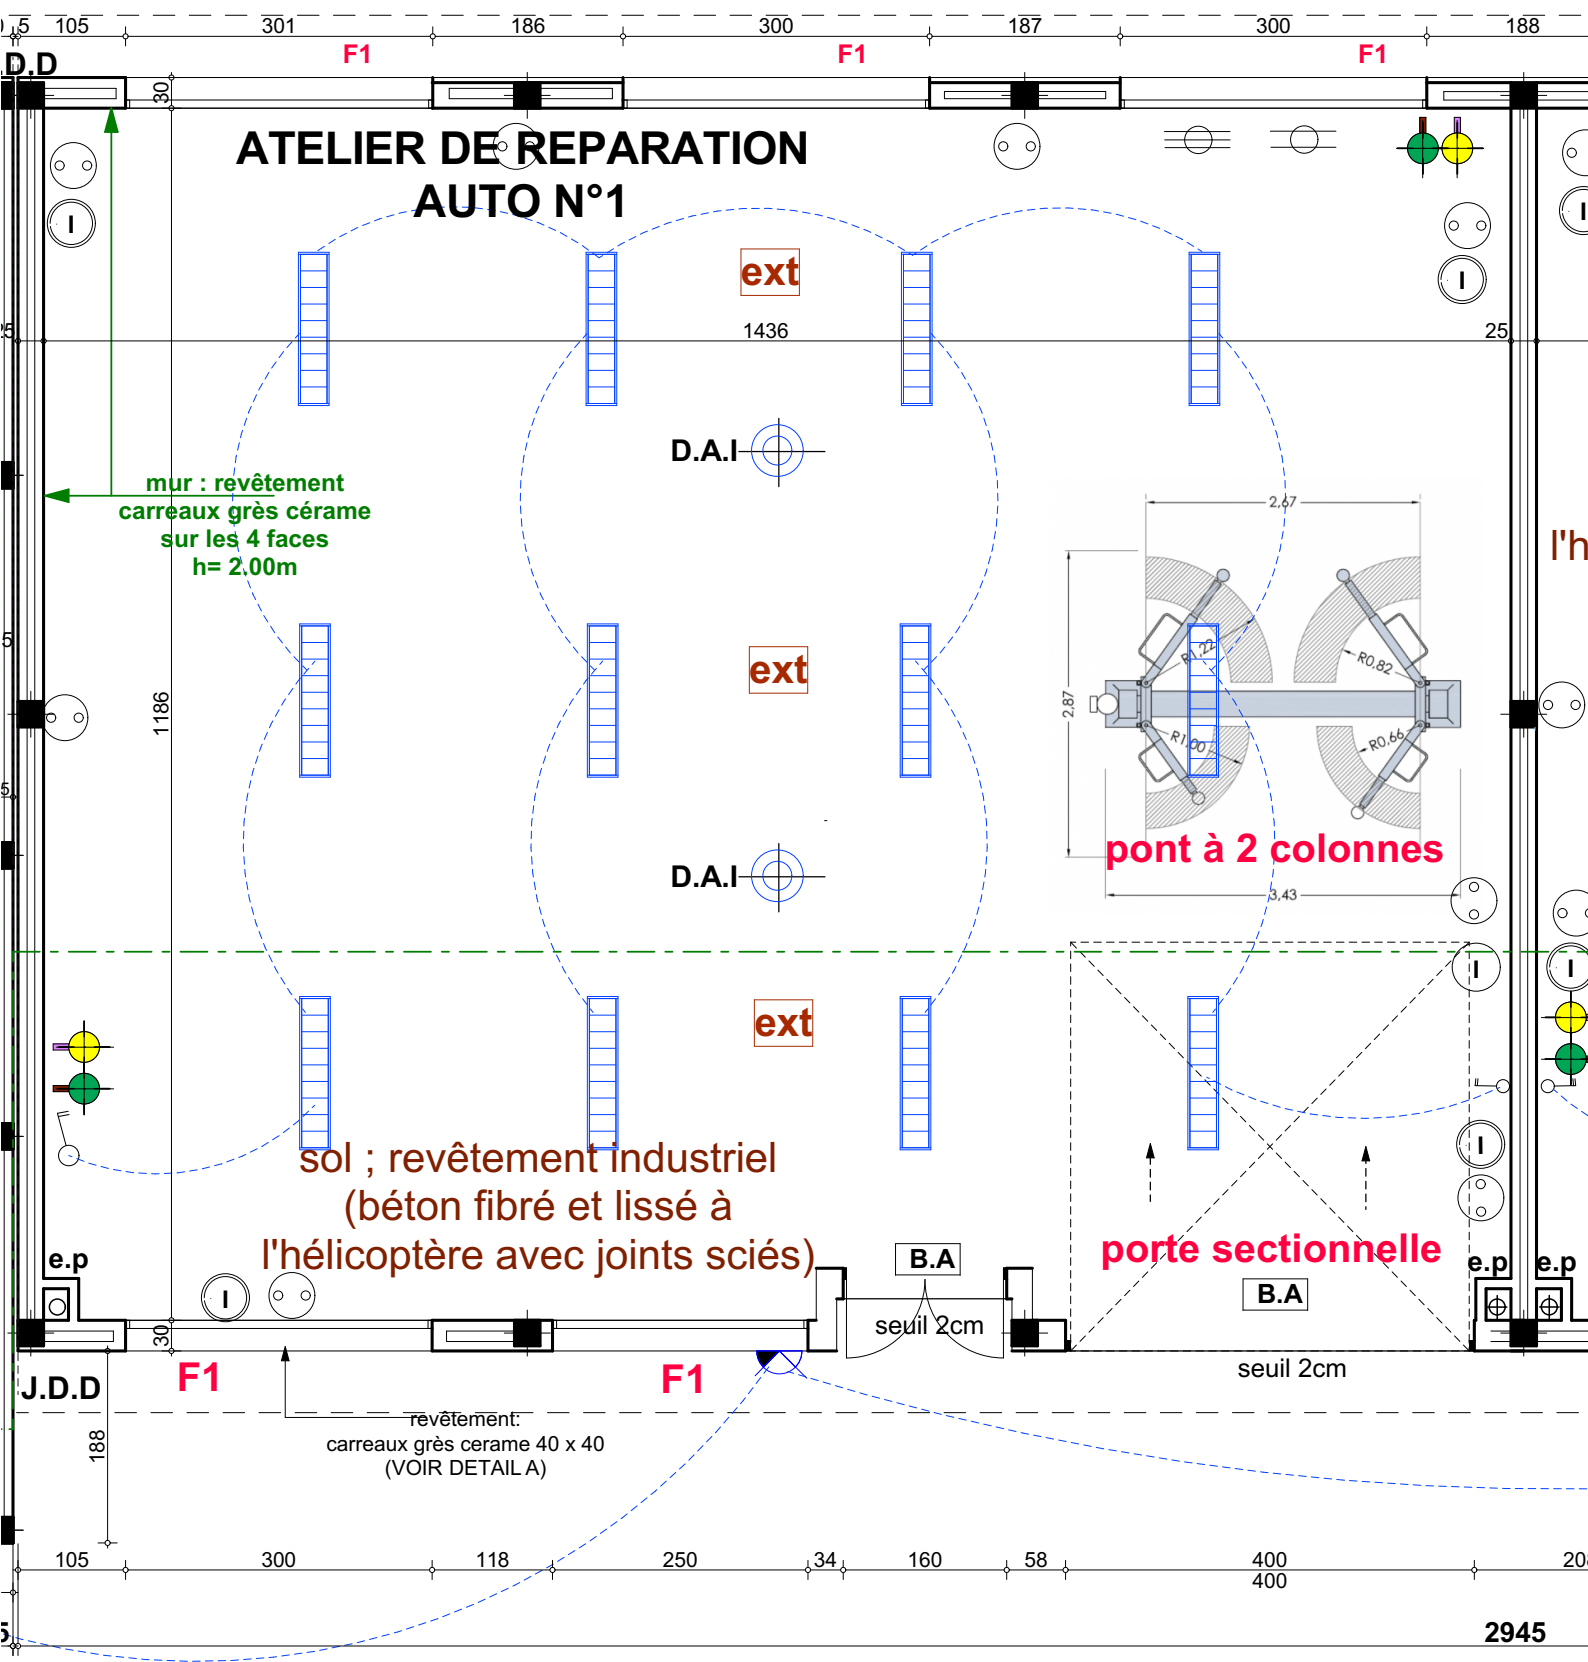 5 105 301 186 300 187 300 188
F1 F1 F1
D.D
30
ATELIER DE REPARATION
AUTO N°1
I
I
I
ext
1436
25
D.A.I
mur : revêtement
carreaux grès cérame
sur les 4 faces
h= 2.00m
2,67
l'h
R1,22
R0,82
ext
1186
2,87
R1,00
R0,66
pont à 2 colonnes
D.A.I
3,43
I
I
ext
I
sol ; revêtement industriel
(béton fibré et lissé à
l'hélicoptère avec joints sciés)
porte sectionnelle
e.p
B.A
e.p
e.p
B.A
I
seuil 2cm
30
seuil 2cm
F1
F1
J.D.D
revêtement:
carreaux grès cerame 40 x 40
(VOIR DETAIL A)
188
105 300 118 250 34 160 58 400
400
2945